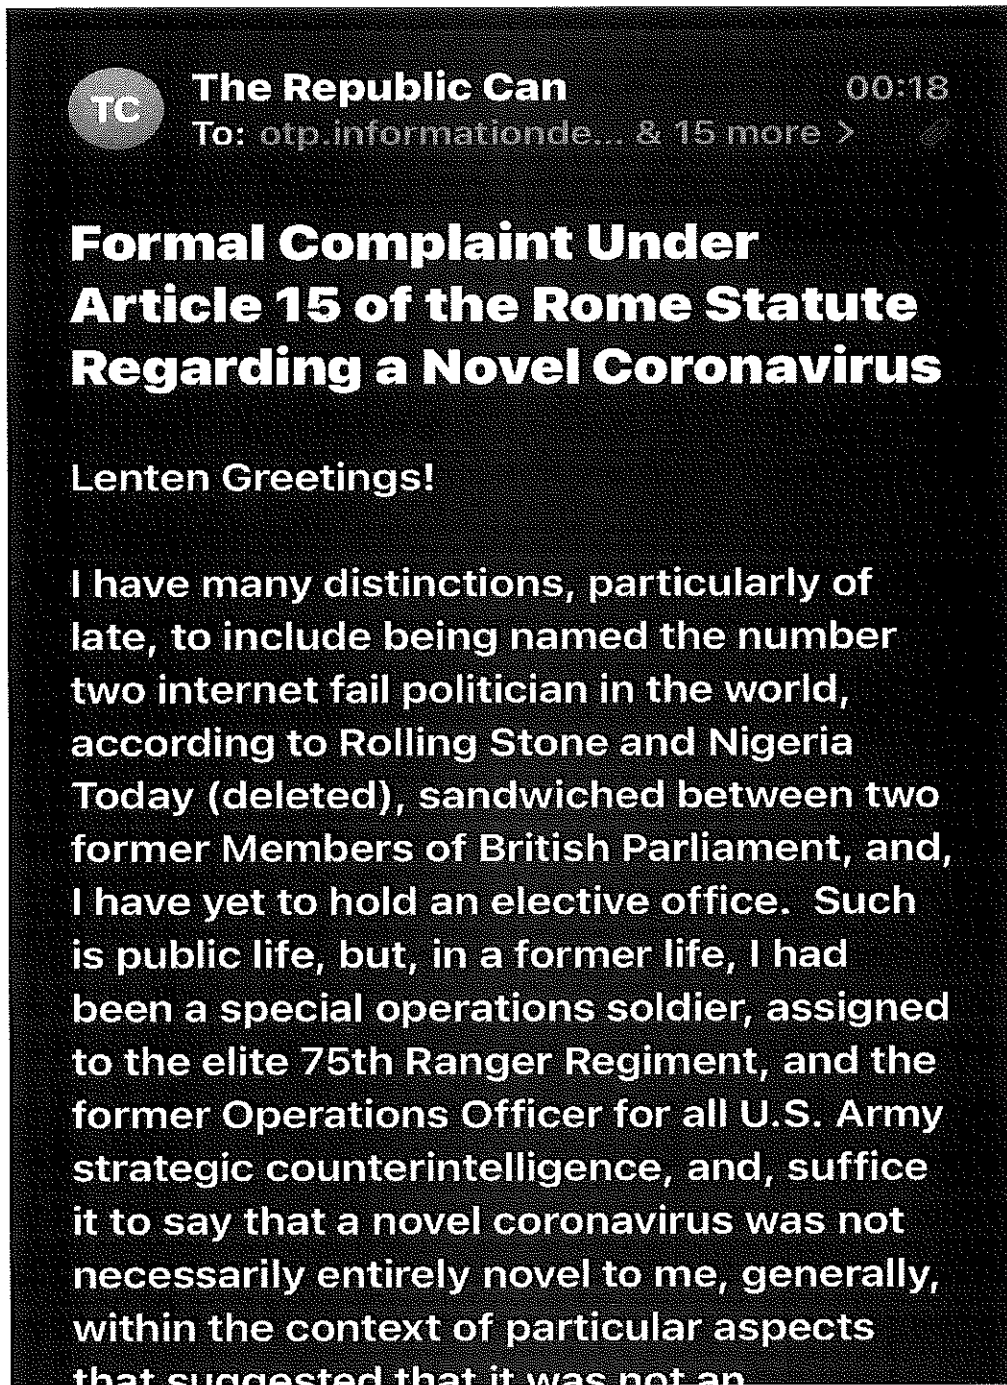 TC
The Republic Can
00:18
To: otp.informationde... & 15 more >
Formal Complaint Under
Article 15 of the Rome Statute
Regarding a Novel Coronavirus
Lenten Greetings!
I have many distinctions, particularly of
late, to include being named the number
two internet fail politician in the world,
according to Rolling Stone and Nigeria
Today (deleted), sandwiched between two
former Members of British Parliament, and,
I have yet to hold an elective office.  Such
is public life, but, in a former life, I had
been a special operations soldier, assigned
to the elite 75th Ranger Regiment, and the
former Operations Officer for all U.S. Army
strategic counterintelligence, and, suffice
it to say that a novel coronavirus was not
necessarily entirely novel to me, generally,
within the context of particular aspects
that suggested that it was not an